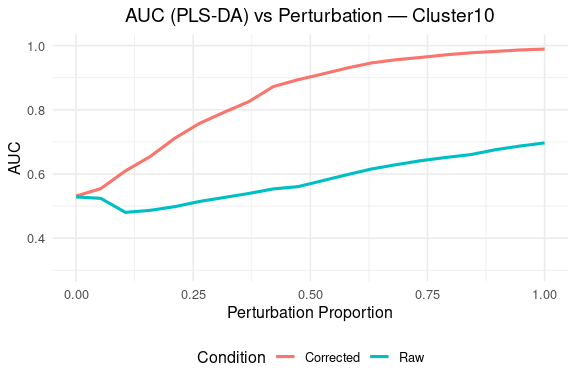 AUC (PLS-DA) vs Perturbation — Cluster10
AUC
1.0
0.8
0.6
0.4
0.00 0.25 0.50 0.75 1.00
Perturbation Proportion
Condition Corrected Raw